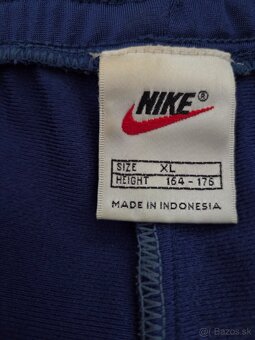 NIKE®
SIZE XL
HEIGHT 164 - 176
MADE IN INDONESIA
© Bazos.sk